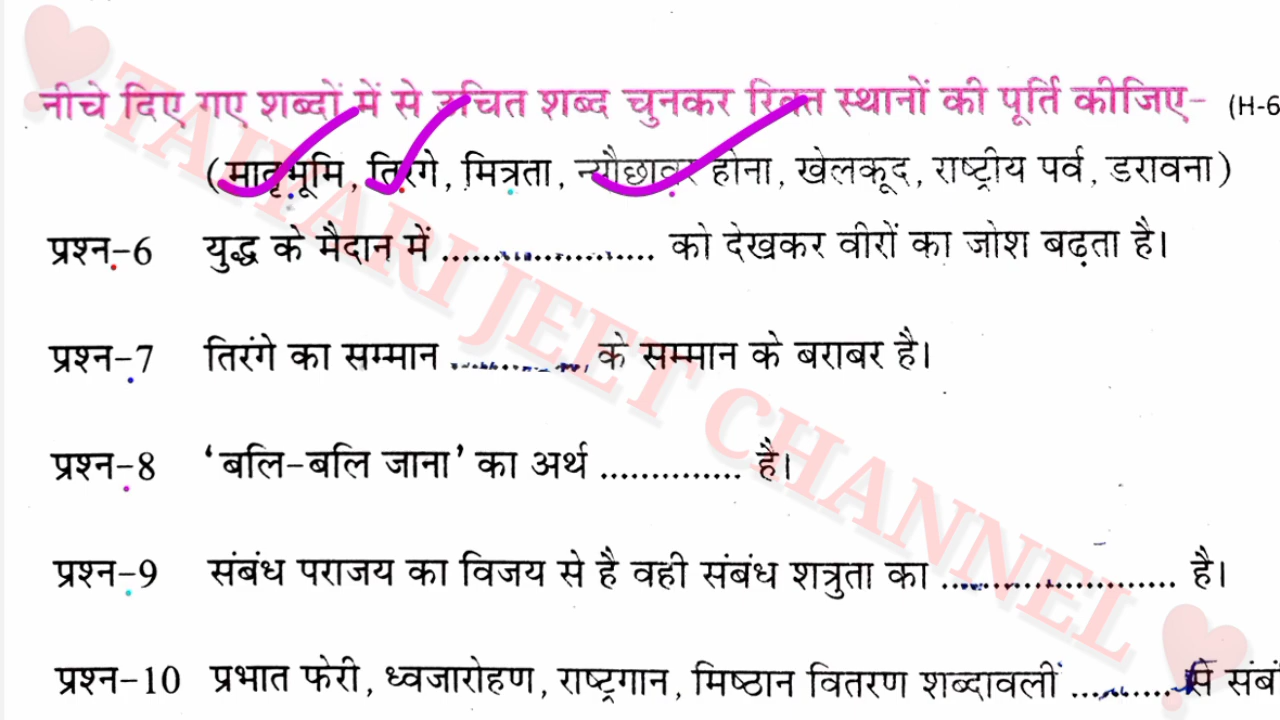 नीचे दिए गए शब्दों में से उचित शब्द चुनकर रिक्त स्थानों की पूर्ति कीजिए- (H-6
(मातृभूमि, तिरंगे, मित्रता, न्यौछावर होना, खेलकूद, राष्ट्रीय पर्व, डरावना)
प्रश्न-6 युद्ध के मैदान में .................... को देखकर वीरों का जोश बढ़ता है।
प्रश्न-7 तिरंगे का सम्मान ............. के सम्मान के बराबर है।
प्रश्न-8 ‘बलि-बलि जाना’ का अर्थ .............. है।
प्रश्न-9 संबंध पराजय का विजय से है वही संबंध शत्रुता का ...................... है।
प्रश्न-10 प्रभात फेरी, ध्वजारोहण, राष्ट्रगान, मिष्ठान वितरण शब्दावली .......... से
JEET CHANNEL